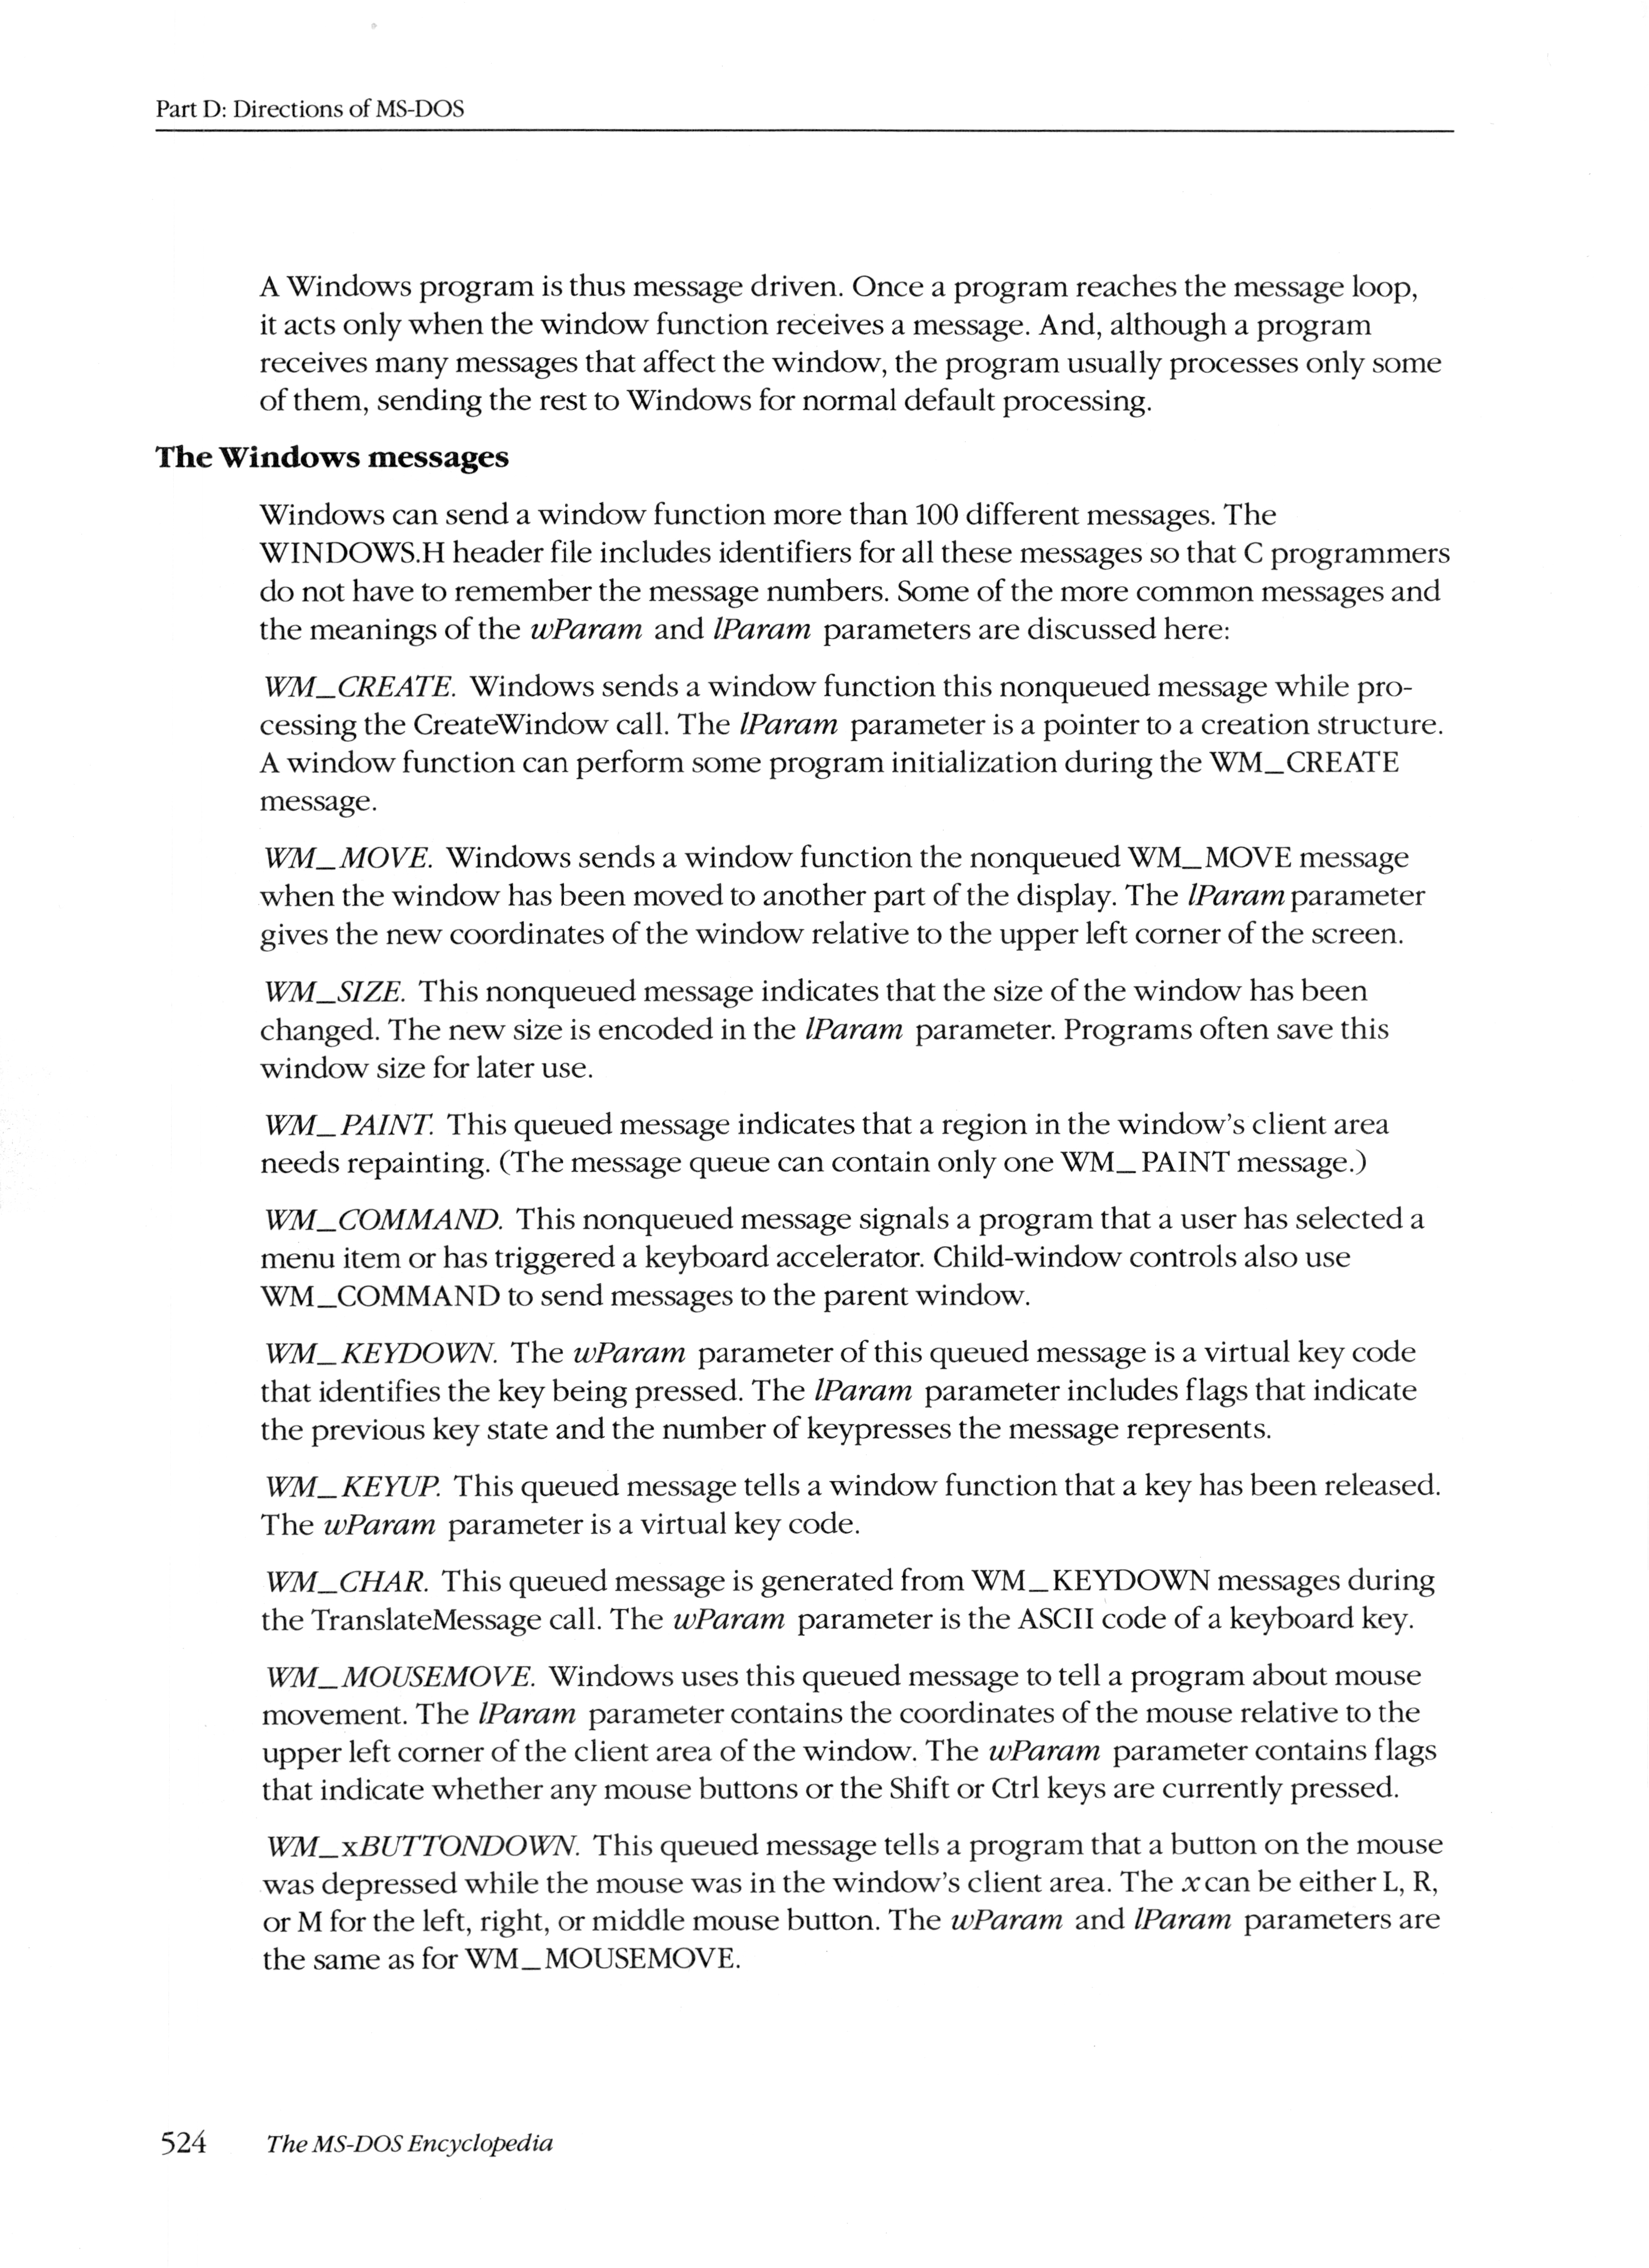 Part D: Directions of MS-DOS
A Windows program is thus message driven. Once a program reaches the message loop,
it acts only when the window function receives a message. And, although a program
receives many messages that affect the window, the program usually processes only some
of them, sending the rest to Windows for normal default processing.
The Windows messages
Windows can send a window function more than 100 different messages. The
WINDOWS.H header file includes identifiers for all these messages so that C programmers
do not have to remember the message numbers. Some of the more common messages and
the meanings of the wParam and lParam parameters are discussed here:
WM_CREATE. Windows sends a window function this nonqueued message while pro-
cessing the CreateWindow call. The lParam parameter is a pointer to a creation structure.
A window function can perform some program initialization during the WM_CREATE
message.
WM_MOVE. Windows sends a window function the nonqueued WM_MOVE message
when the window has been moved to another part of the display. The lParam parameter
gives the new coordinates of the window relative to the upper left corner of the screen.
WM_SIZE. This nonqueued message indicates that the size of the window has been
changed. The new size is encoded in the lParam parameter. Programs often save this
window size for later use.
WM_PAINT. This queued message indicates that a region in the window's client area
needs repainting. (The message queue can contain only one WM_PAINT message.)
WM_COMMAND. This nonqueued message signals a program that a user has selected a
menu item or has triggered a keyboard accelerator. Child-window controls also use
WM_COMMAND to send messages to the parent window.
WM_KEYDOWN. The wParam parameter of this queued message is a virtual key code
that identifies the key being pressed. The lParam parameter includes flags that indicate
the previous key state and the number of keypresses the message represents.
WM_KEYUP. This queued message tells a window function that a key has been released.
The wParam parameter is a virtual key code.
WM_CHAR. This queued message is generated from WM_KEYDOWN messages during
the TranslateMessage call. The wParam parameter is the ASCII code of a keyboard key.
WM_MOUSEMOVE. Windows uses this queued message to tell a program about mouse
movement. The lParam parameter contains the coordinates of the mouse relative to the
upper left corner of the client area of the window. The wParam parameter contains flags
that indicate whether any mouse buttons or the Shift or Ctrl keys are currently pressed.
WM_xBUTTONDOWN. This queued message tells a program that a button on the mouse
was depressed while the mouse was in the window's client area. The x can be either L, R,
or M for the left, right, or middle mouse button. The wParam and lParam parameters are
the same as for WM_MOUSEMOVE.
524 The MS-DOS Encyclopedia